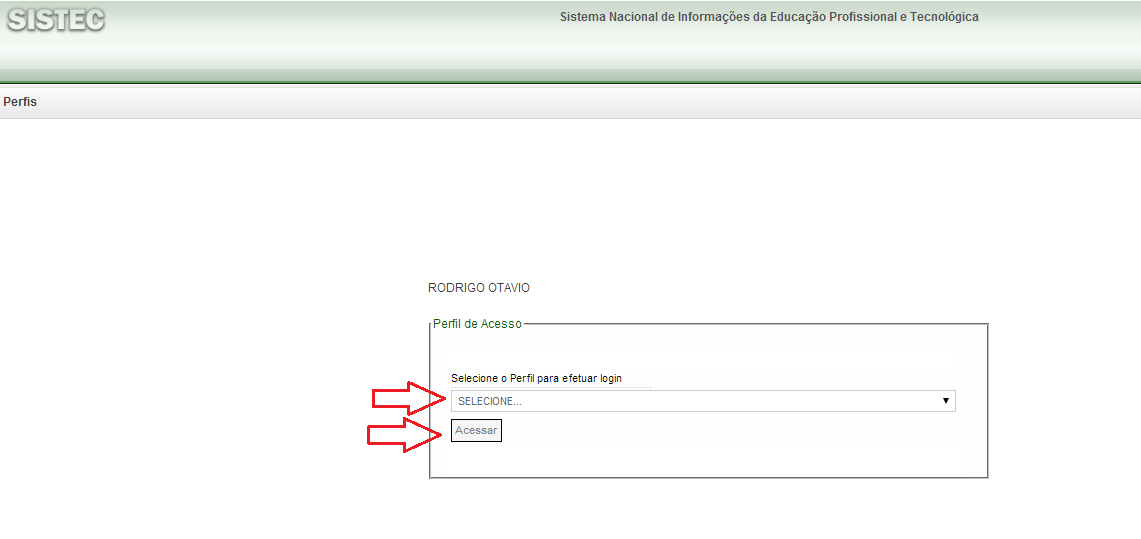 SISTEC
Sistema Nacional de Informações da Educação Profissional e Tecnológica
Perfis
RODRIGO OTAVIO
Perfil de Acesso
Selecione o Perfil para efetuar login
SELECIONE...
Acessar